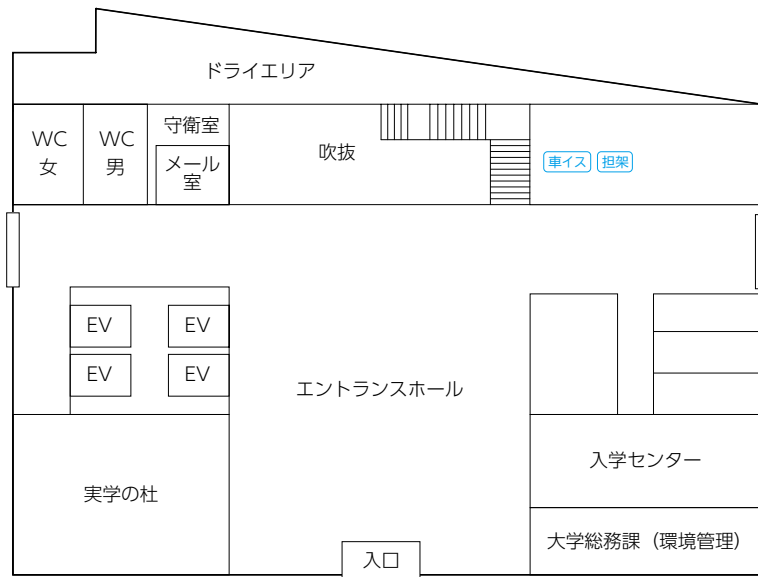 ドライエリア
WC
女
WC
男
守衛室
メール
室
吹抜
車イス
担架
EV
EV
EV
EV
エントランスホール
入学センター
実学の杜
大学総務課（環境管理）
入口